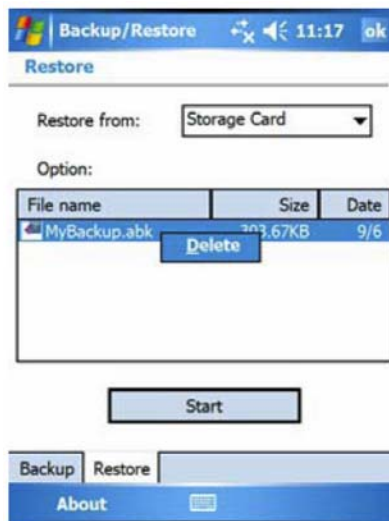 Backup/Restore 11:17 ok
Restore
Restore from: Storage Card
Option:
File name Size Date
MyBackup.abk 303.67KB 9/6
Delete
Start
Backup Restore
About